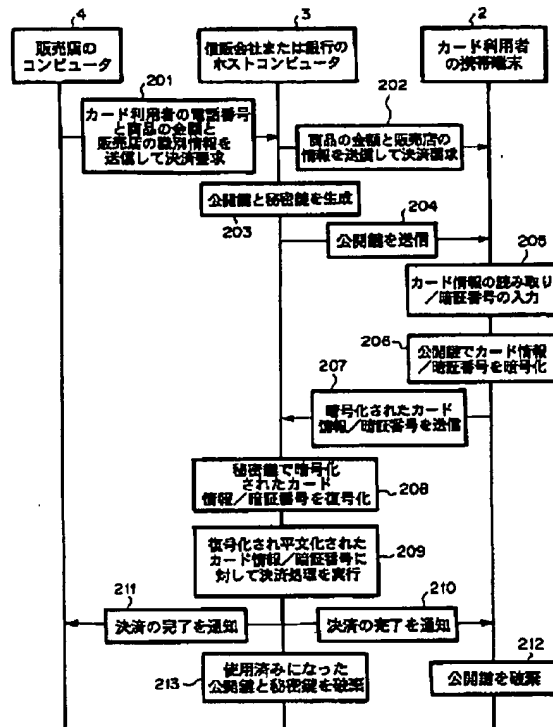 4
販売店の
コンピュータ
3
信販会社または銀行の
ホストコンピュータ
2
カード利用者
の携帯端末
201
カード利用者の電話番号
と商品の金額と
販売店の識別情報を
送信して決済要求
202
商品の金額と販売店の
情報を送信して決済要求
公開鍵と秘密鍵を生成
203
204
公開鍵を送信
205
カード情報の読み取り
/暗証番号の入力
206
公開鍵でカード情報
/暗証番号を暗号化
207
暗号化されたカード
情報/暗証番号を送信
秘密鍵で暗号化
されたカード
情報/暗証番号を復号化
208
復号化され平文化された
カード情報/暗証番号に
対して決済処理を実行
209
211
決済の完了を通知
210
決済の完了を通知
212
公開鍵を破棄
213
使用済みになった
公開鍵と秘密鍵を破棄